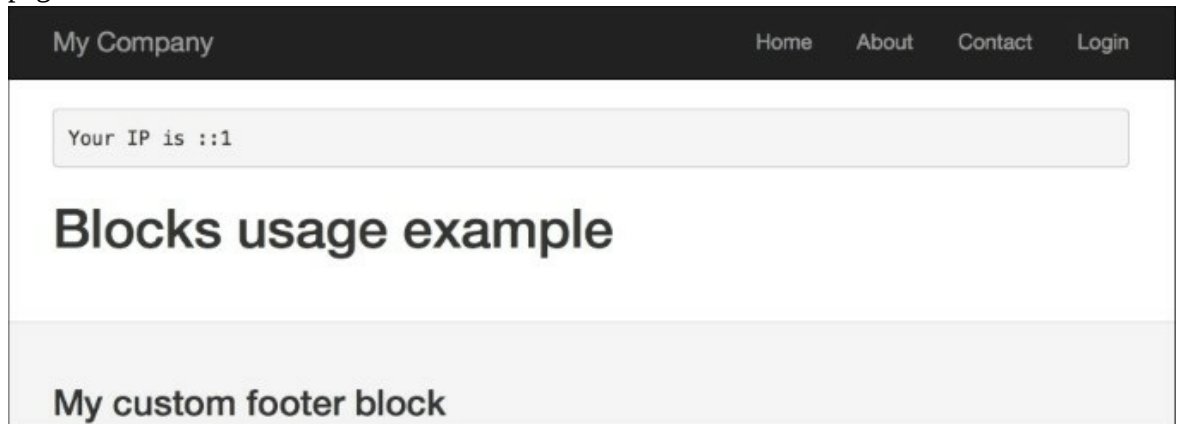 My Company Home About Contact Login
Your IP is ::1
Blocks usage example
My custom footer block